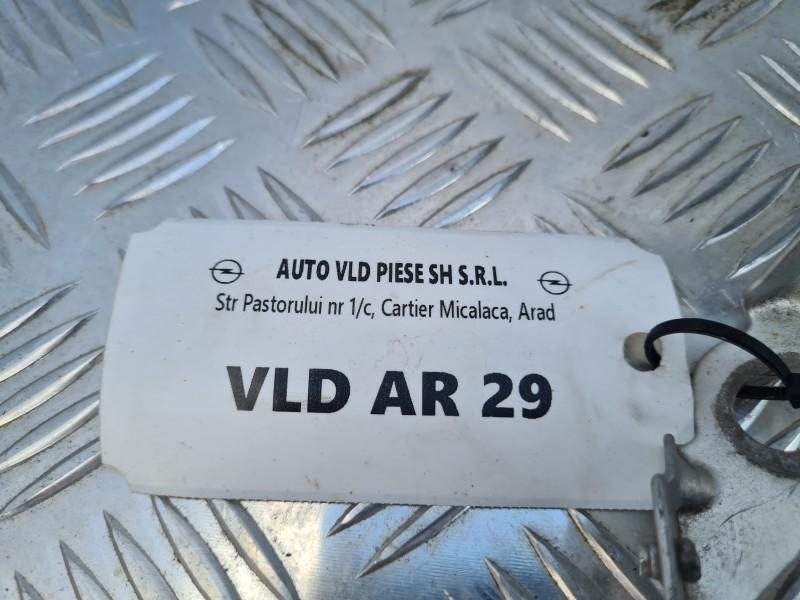 AUTO VLD PIESE SH S.R.L.
Str Pastorului nr 1/c, Cartier Micalaca, Arad
VLD AR 29